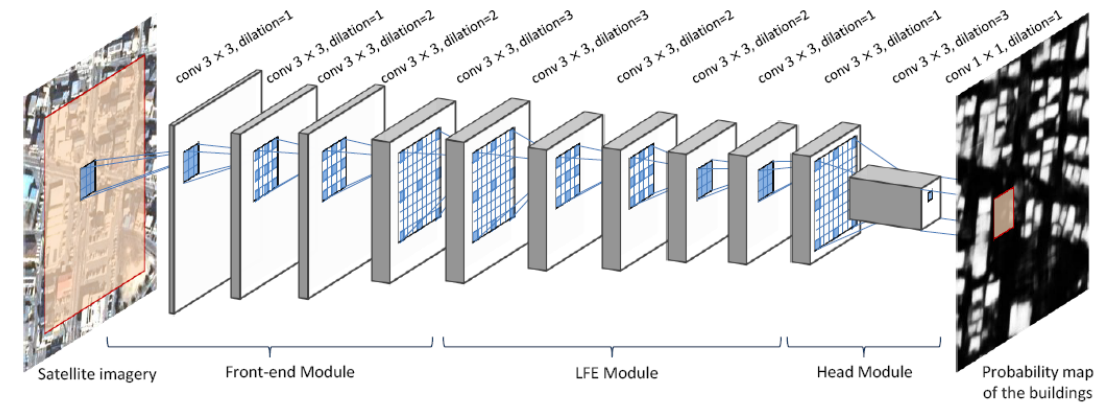 conv 3 × 3, dilation=1
conv 3 × 3, dilation=1
conv 3 × 3, dilation=2
conv 3 × 3, dilation=2
conv 3 × 3, dilation=3
conv 3 × 3, dilation=3
conv 3 × 3, dilation=2
conv 3 × 3, dilation=2
conv 3 × 3, dilation=1
conv 3 × 3, dilation=1
conv 3 × 3, dilation=3
conv 1 × 1, dilation=1
Satellite imagery
Front-end Module
LFE Module
Head Module
Probability map
of the buildings